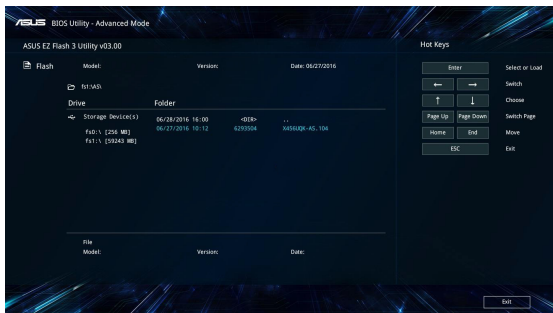 ASUS BIOS Utility - Advanced Mode
ASUS EZ Flash 3 Utility v03.00
Hot Keys
Flash
Model: Version: Date: 06/27/2016
fs1:\AS\
Drive Folder
Storage Device(s)
fs0:\ [256 MB]
fs1:\ [59243 MB]
06/28/2016 16:00 <DIR> ..
06/27/2016 10:12 6293504 X456UQK-AS.104
File
Model: Version: Date:
Enter Select or Load
← → Switch
↑ ↓ Choose
Page Up Page Down Switch Page
Home End Move
ESC Exit
Exit